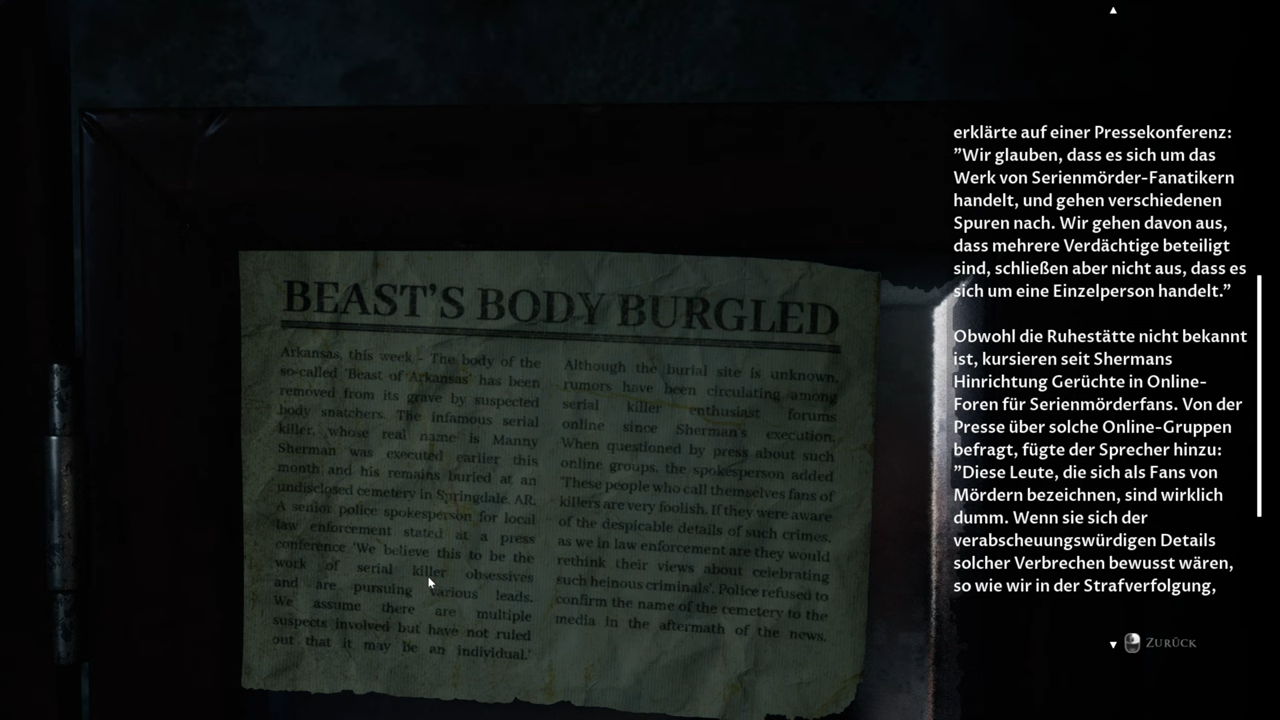 BEAST'S BODY BURGLED
Arkansas, this week - The body of the
so-called 'Beast of Arkansas' has been
removed from its grave by suspected
body snatchers. The infamous serial
killer, whose real name is Manny
Sherman was executed earlier this
month and his remains buried at an
undisclosed cemetery in Springdale, AR.
A senior police spokesperson for local
law enforcement stated at a press
conference 'We believe this to be the
work of serial killer obsessives
and are pursuing various leads.
We assume there are multiple
suspects involved but have not ruled
out that it may be an individual.'
Although the burial site is unknown,
rumors have been circulating among
serial killer enthusiast forums
online since Sherman's execution.
When questioned by press about such
online groups, the spokesperson added
'These people who call themselves fans of
killers are very foolish. If they were aware
of the despicable details of such crimes,
as we in law enforcement are they would
rethink their views about celebrating
such heinous criminals'. Police refused to
confirm the name of the cemetery to the
media in the aftermath of the news.
erklärte auf einer Pressekonferenz:
”Wir glauben, dass es sich um das
Werk von Serienmörder-Fanatikern
handelt, und gehen verschiedenen
Spuren nach. Wir gehen davon aus,
dass mehrere Verdächtige beteiligt
sind, schließen aber nicht aus, dass es
sich um eine Einzelperson handelt.”
Obwohl die Ruhestätte nicht bekannt
ist, kursieren seit Shermans
Hinrichtung Gerüchte in Online-
Foren für Serienmörderfans. Von der
Presse über solche Online-Gruppen
befragt, fügte der Sprecher hinzu:
”Diese Leute, die sich als Fans von
Mördern bezeichnen, sind wirklich
dumm. Wenn sie sich der
verabscheuungswürdigen Details
solcher Verbrechen bewusst wären,
so wie wir in der Strafverfolgung,
ZURÜCK